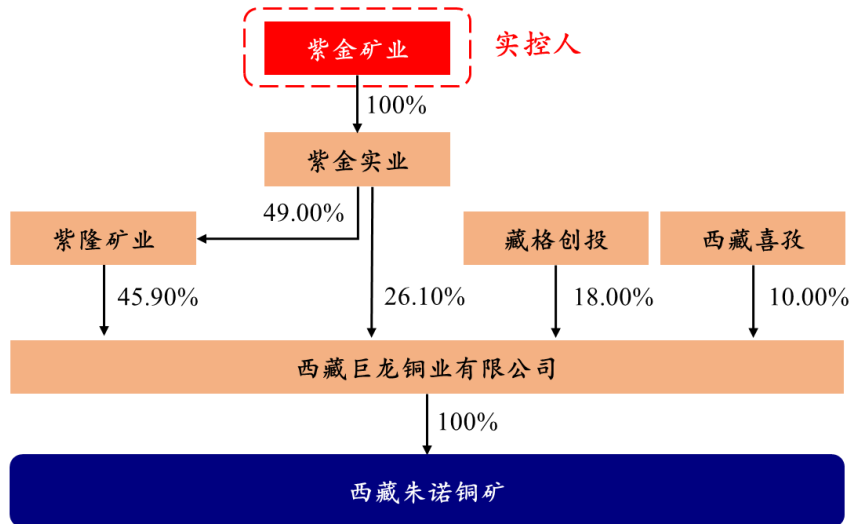 紫金矿业
实控人
100%
紫金实业
49.00%
紫隆矿业
藏格创投
西藏喜孜
45.90%
26.10%
18.00%
10.00%
西藏巨龙铜业有限公司
100%
西藏朱诺铜矿